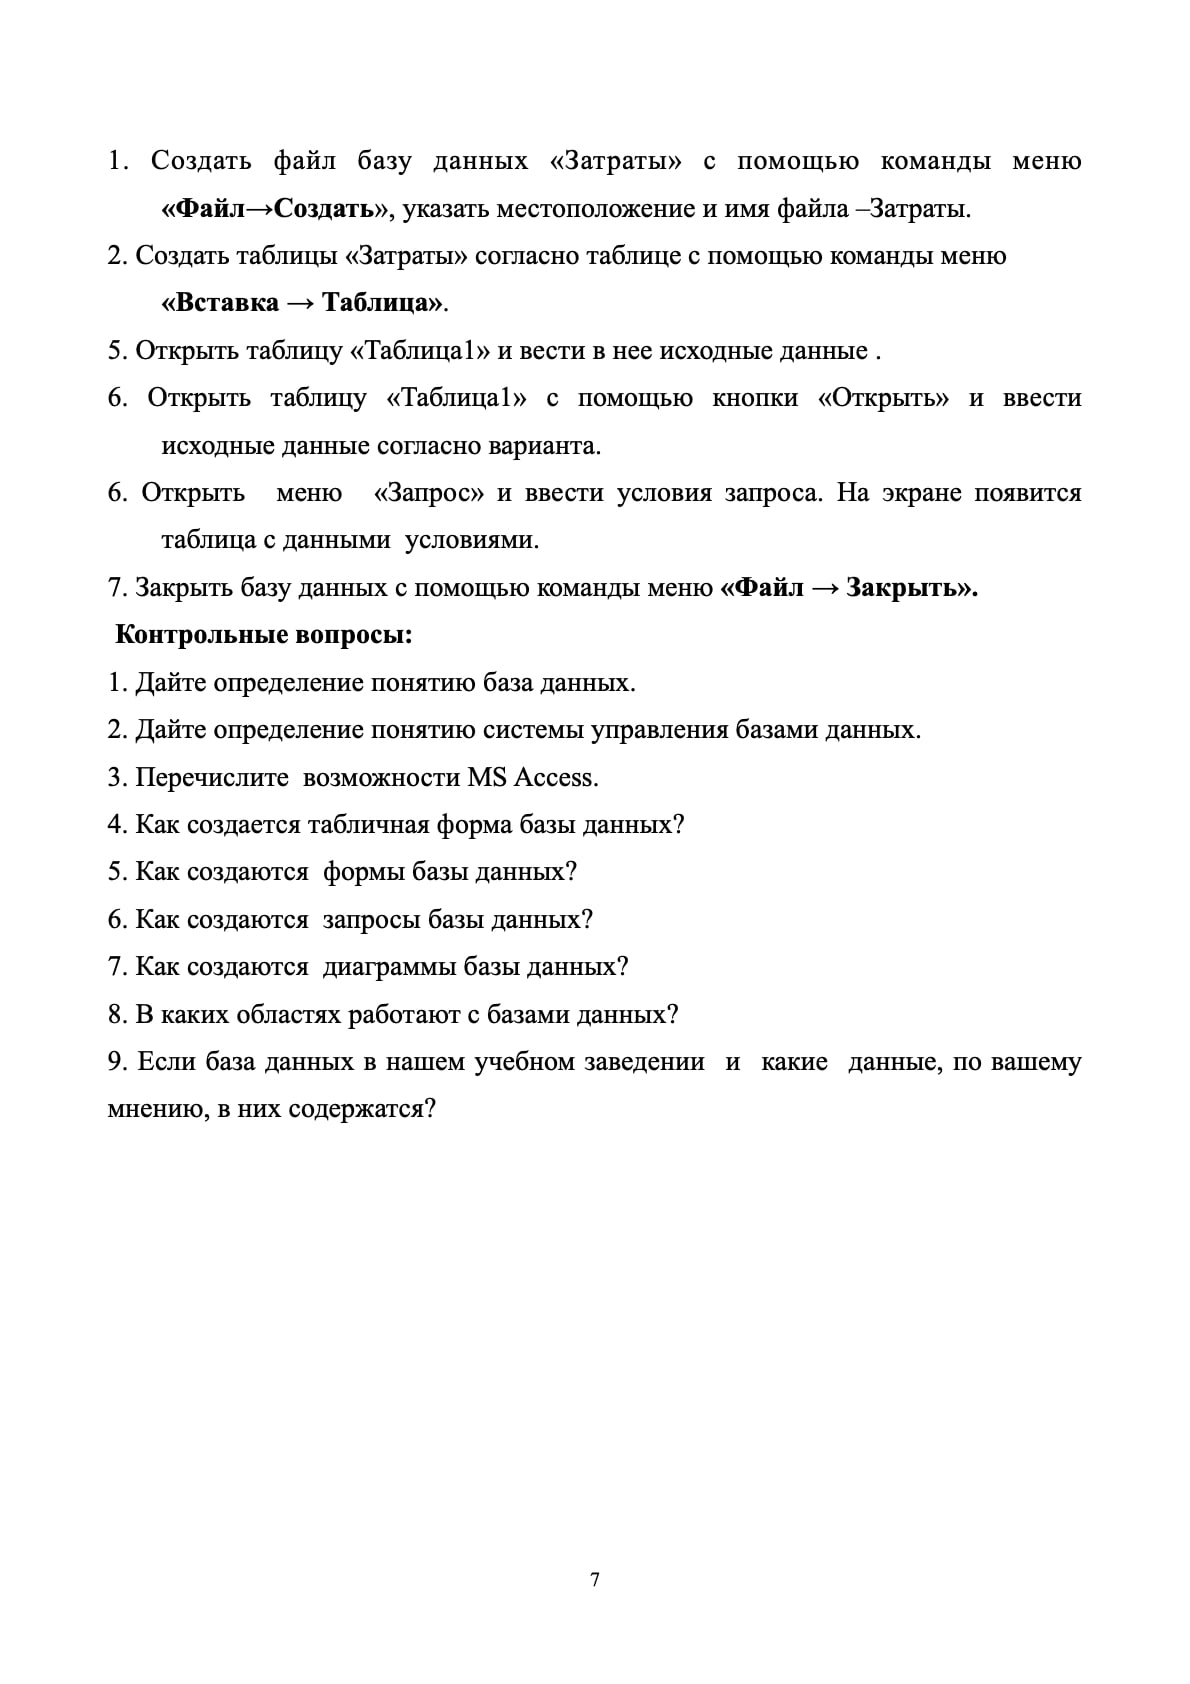 1. Создать файл базу данных «Затраты» с помощью команды меню
«Файл→Создать», указать местоположение и имя файла –Затраты.
2. Создать таблицы «Затраты» согласно таблице с помощью команды меню
«Вставка → Таблица».
5. Открыть таблицу «Таблица1» и вести в нее исходные данные .
6. Открыть таблицу «Таблица1» с помощью кнопки «Открыть» и ввести
исходные данные согласно варианта.
6. Открыть меню «Запрос» и ввести условия запроса. На экране появится
таблица с данными условиями.
7. Закрыть базу данных с помощью команды меню «Файл → Закрыть».
Контрольные вопросы:
1. Дайте определение понятию база данных.
2. Дайте определение понятию системы управления базами данных.
3. Перечислите возможности MS Access.
4. Как создается табличная форма базы данных?
5. Как создаются формы базы данных?
6. Как создаются запросы базы данных?
7. Как создаются диаграммы базы данных?
8. В каких областях работают с базами данных?
9. Если база данных в нашем учебном заведении и какие данные, по вашему
мнению, в них содержатся?
7